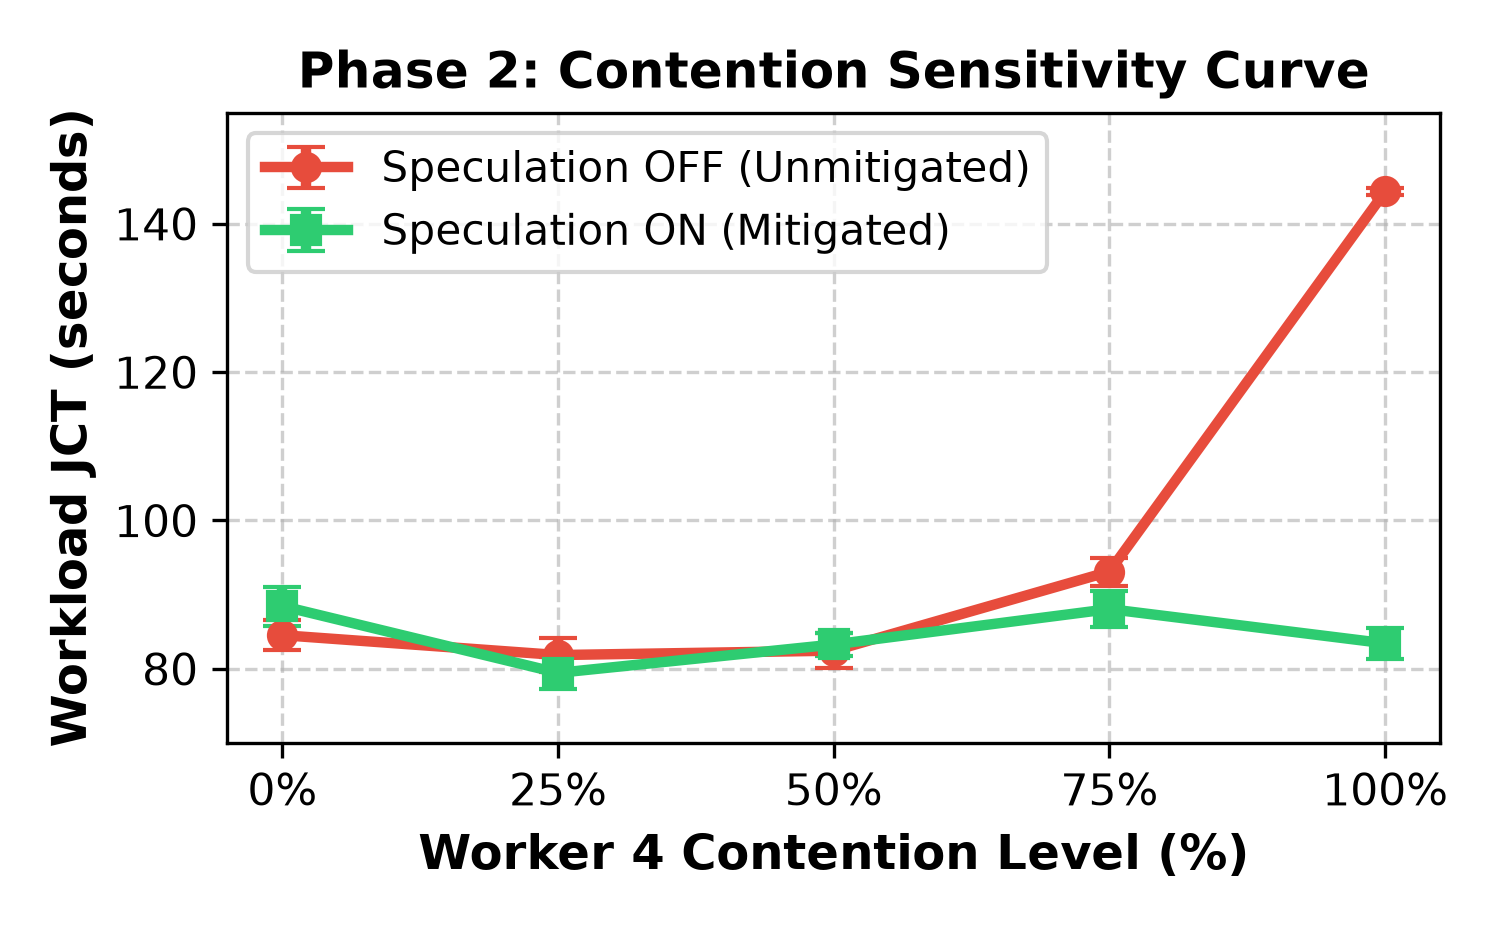 Phase 2: Contention Sensitivity Curve
Speculation OFF (Unmitigated)
Speculation ON (Mitigated)
Workload JCT (seconds)
140
120
100
80
0% 25% 50% 75% 100%
Worker 4 Contention Level (%)